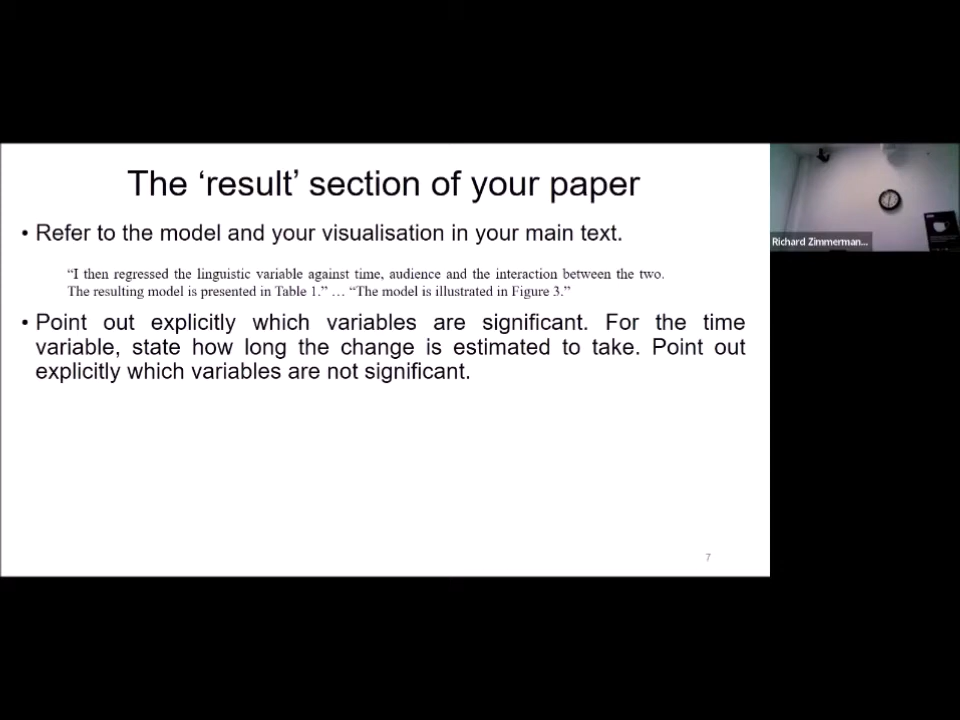 The ‘result’ section of your paper
• Refer to the model and your visualisation in your main text.
“I then regressed the linguistic variable against time, audience and the interaction between the two.
The resulting model is presented in Table 1.” … “The model is illustrated in Figure 3.”
• Point out explicitly which variables are significant. For the time
variable, state how long the change is estimated to take. Point out
explicitly which variables are not significant.
7
Richard Zimmerman...